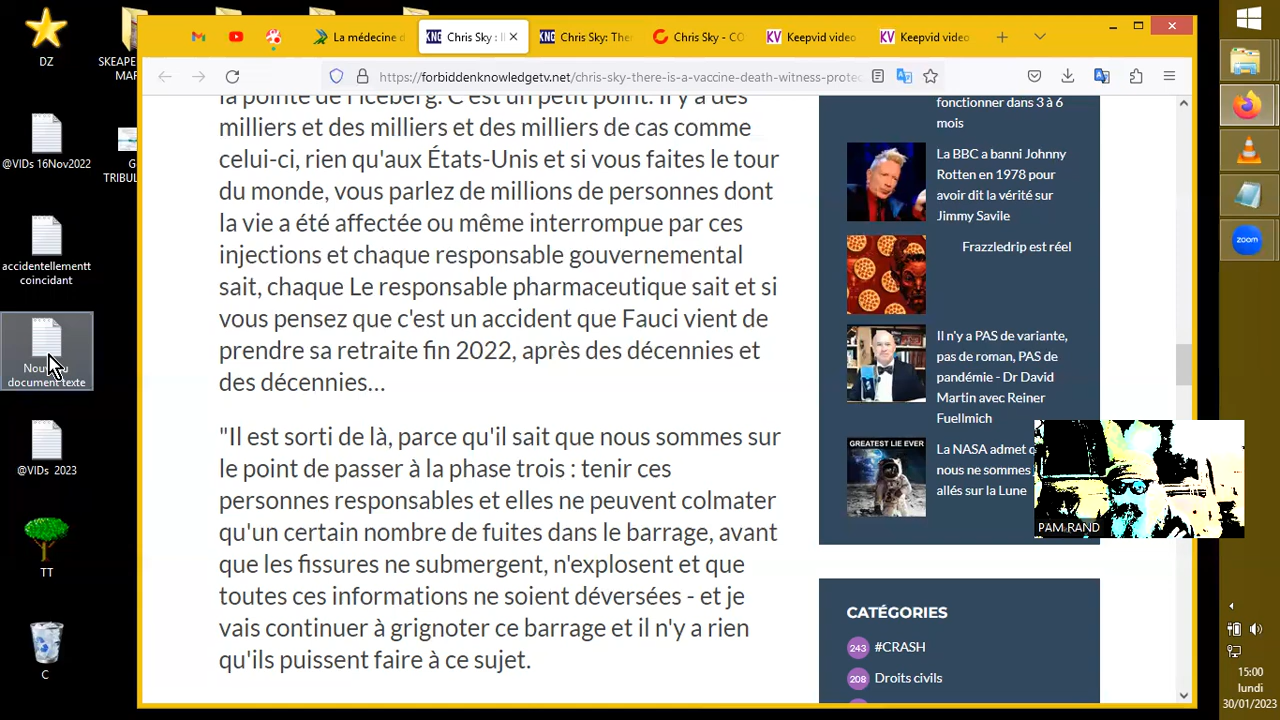 DZ
SKEAPE
MAR
@VIDs 16Nov2022
G
TRIBUL
accidentellementt
coincidant
document texte
@VIDs 2023
TT
C
La médecine d
KNC
Chris Sky : Il
KNC
Chris Sky: The
Chris Sky - CO
KV
Keepvid video
KV
Keepvid video
https://forbiddenknowledgetv.net/chris-sky-there-is-a-vaccine-death-witness-protec
la pointe de l'iceberg. C'est un petit point. Il y a des
milliers et des milliers et des milliers de cas comme
celui-ci, rien qu'aux États-Unis et si vous faites le tour
du monde, vous parlez de millions de personnes dont
la vie a été affectée ou même interrompue par ces
injections et chaque responsable gouvernemental
sait, chaque Le responsable pharmaceutique sait et si
vous pensez que c'est un accident que Fauci vient de
prendre sa retraite fin 2022, après des décennies et
des décennies...
"Il est sorti de là, parce qu'il sait que nous sommes sur
le point de passer à la phase trois : tenir ces
personnes responsables et elles ne peuvent colmater
qu'un certain nombre de fuites dans le barrage, avant
que les fissures ne submergent, n'explosent et que
toutes ces informations ne soient déversées - et je
vais continuer à grignoter ce barrage et il n'y a rien
qu'ils puissent faire à ce sujet.
fonctionner dans 3 à 6
mois
La BBC a banni Johnny
Rotten en 1978 pour
avoir dit la vérité sur
Jimmy Savile
Frazzledrip est réel
Il n'y a PAS de variante,
pas de roman, PAS de
pandémie - Dr David
Martin avec Reiner
Fuellmich
GREATEST LIE EVER
La NASA admet
nous ne sommes
allés sur la Lune
PAM RAND
CATÉGORIES
243 #CRASH
208 Droits civils
zoom
15:00
lundi
30/01/2023